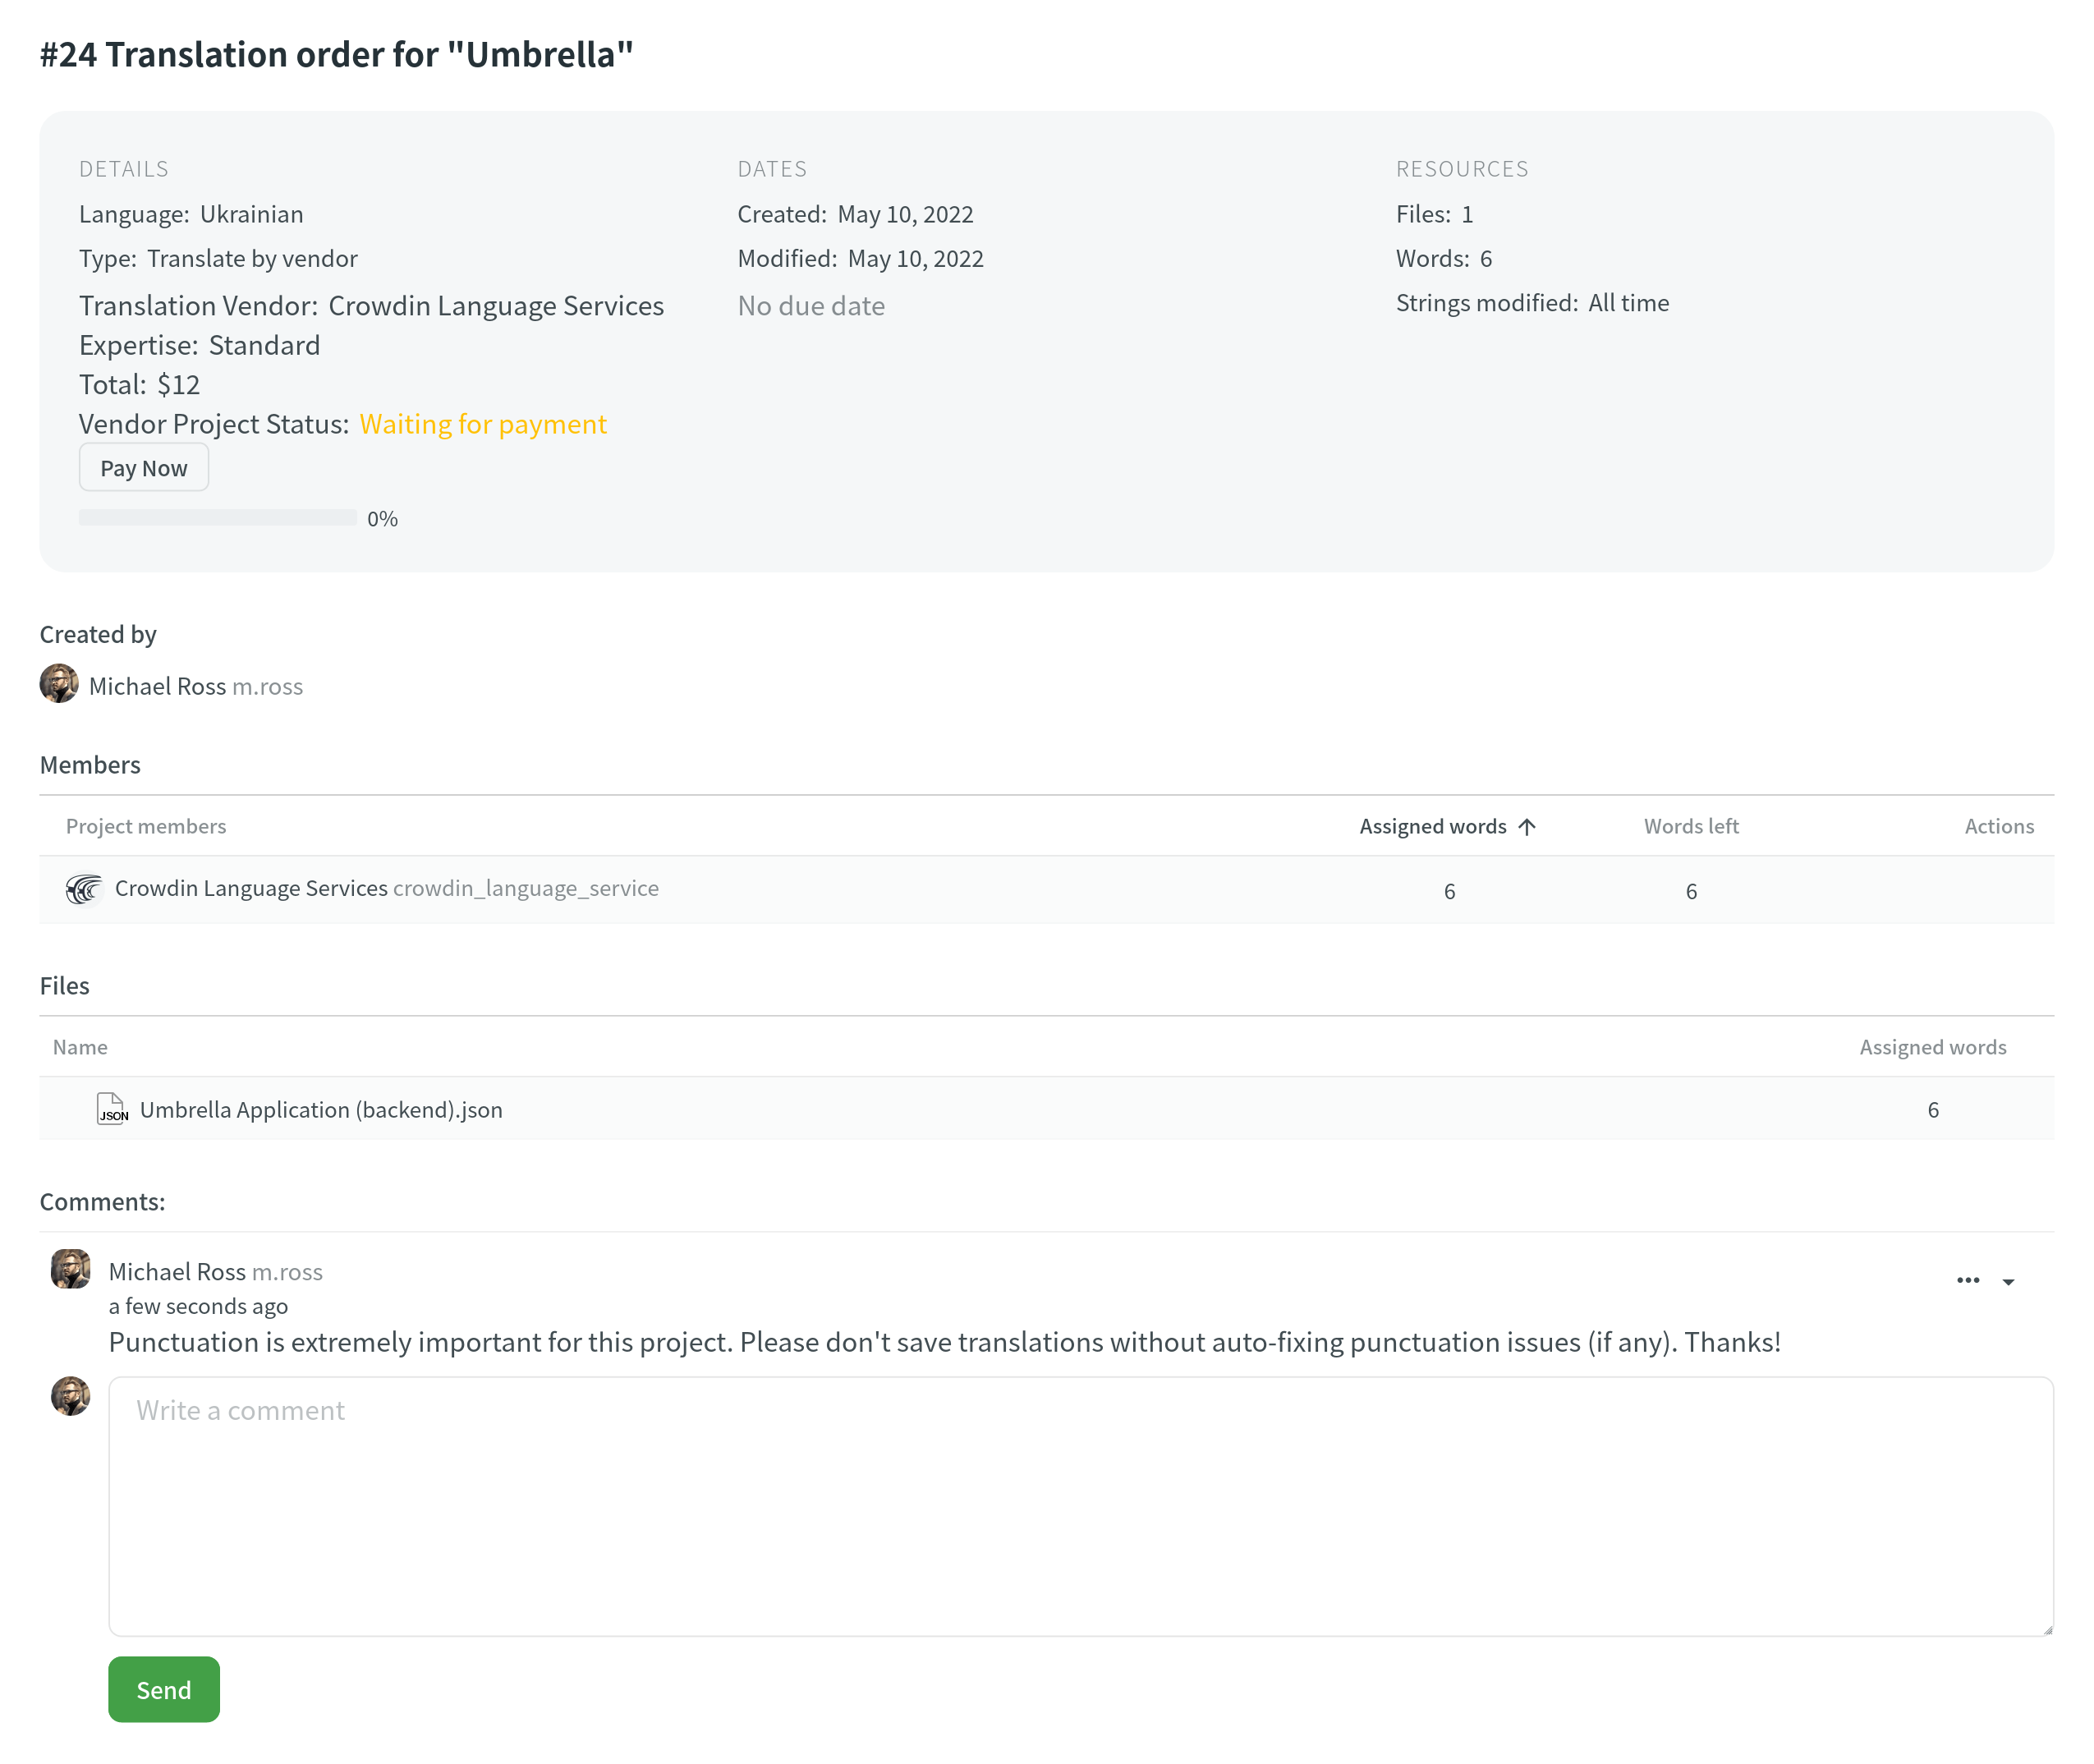 #24 Translation order for "Umbrella"
DETAILS
Language: Ukrainian
Type: Translate by vendor
Translation Vendor: Crowdin Language Services
Expertise: Standard
Total: $12
Vendor Project Status: Waiting for payment
Pay Now
0%
DATES
Created: May 10, 2022
Modified: May 10, 2022
No due date
RESOURCES
Files: 1
Words: 6
Strings modified: All time
Created by
Michael Ross m.ross
Members
Project members Assigned words Words left Actions
Crowdin Language Services crowdin_language_service 6 6
Files
Name Assigned words
JSON Umbrella Application (backend).json 6
Comments:
Michael Ross m.ross
a few seconds ago
Punctuation is extremely important for this project. Please don't save translations without auto-fixing punctuation issues (if any). Thanks!
Write a comment
Send